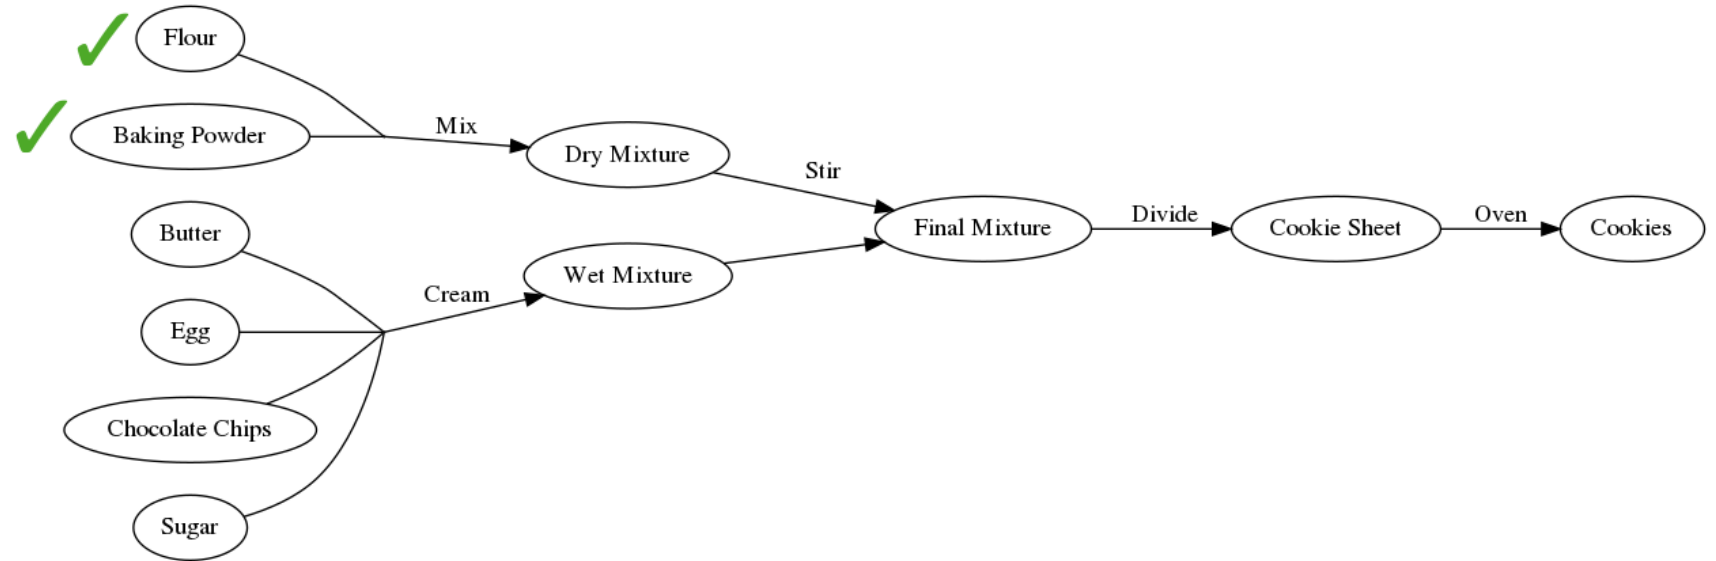 Flour
Baking Powder
Mix
Dry Mixture
Stir
Butter
Egg
Chocolate Chips
Sugar
Cream
Wet Mixture
Final Mixture
Divide
Cookie Sheet
Oven
Cookies